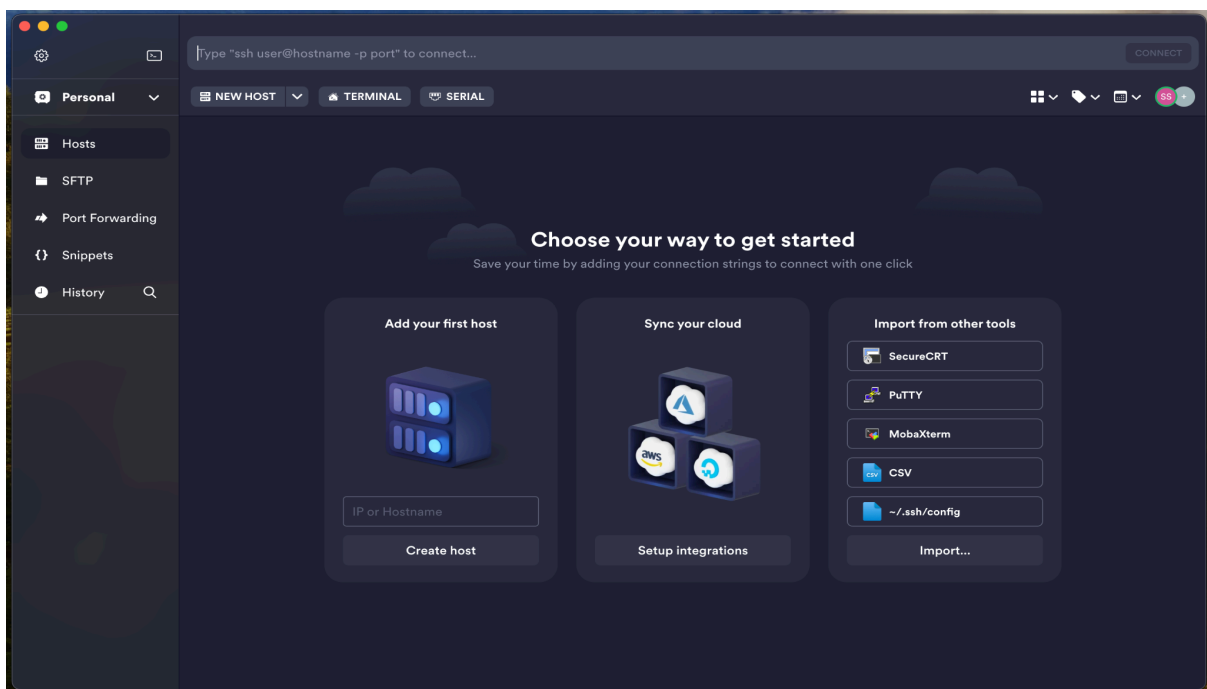 Type "ssh user@hostname -p port" to connect...
CONNECT
Personal
NEW HOST
TERMINAL
SERIAL
SS
+
Hosts
SFTP
Port Forwarding
{} Snippets
History
Choose your way to get started
Save your time by adding your connection strings to connect with one click
Add your first host
IP or Hostname
Create host
Sync your cloud
aws
Setup integrations
Import from other tools
SecureCRT
PuTTY
MobaXterm
CSV CSV
~/.ssh/config
Import...